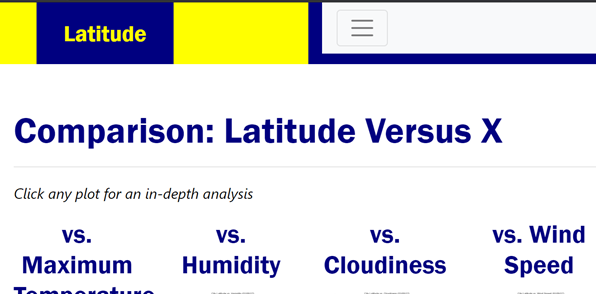 Latitude
Comparison: Latitude Versus X
Click any plot for an in-depth analysis
vs. Maximum Temperature
vs. Humidity
vs. Cloudiness
vs. Wind Speed